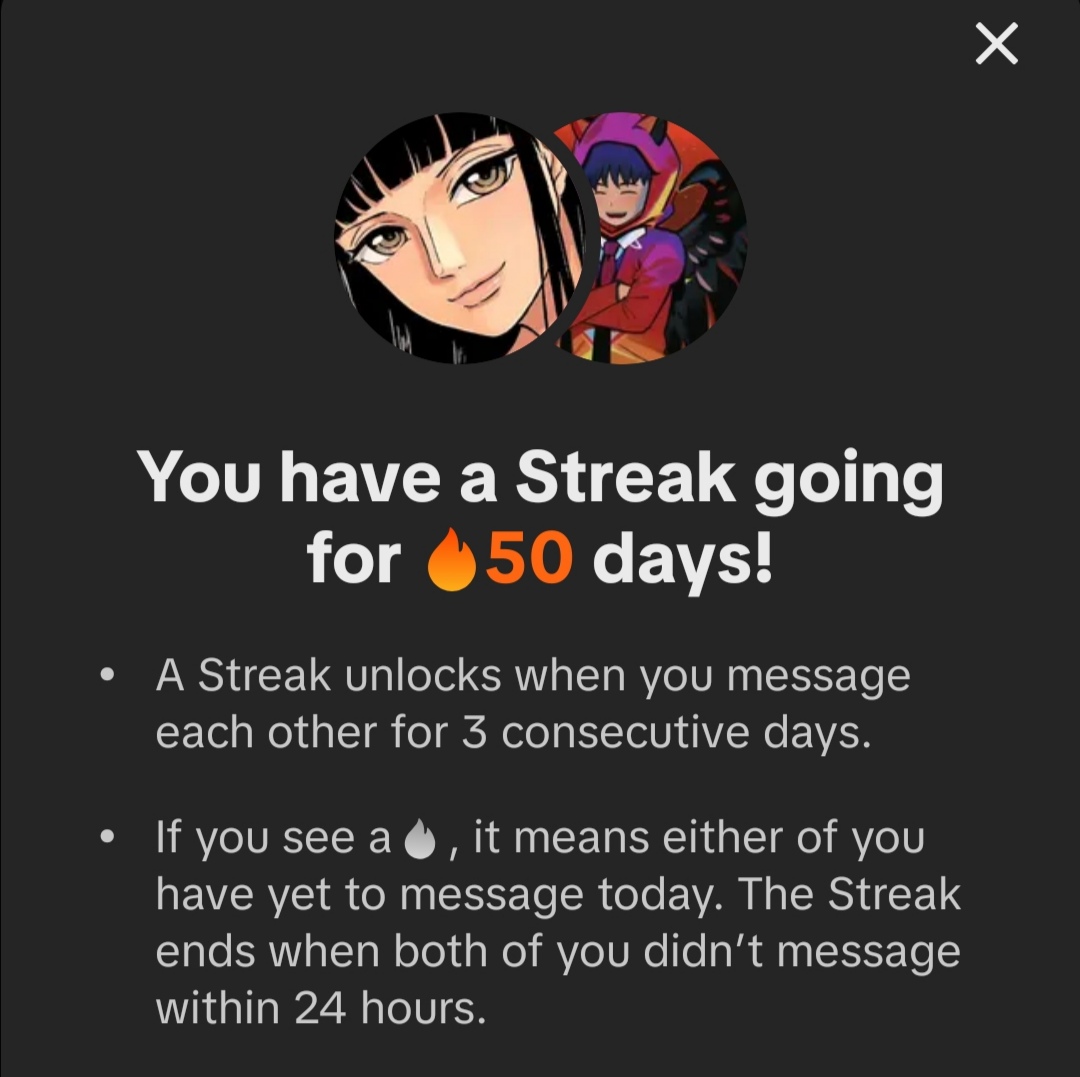 You have a Streak going
for 🔥50 days!
• A Streak unlocks when you message
each other for 3 consecutive days.
• If you see a 🔥, it means either of you
have yet to message today. The Streak
ends when both of you didn’t message
within 24 hours.